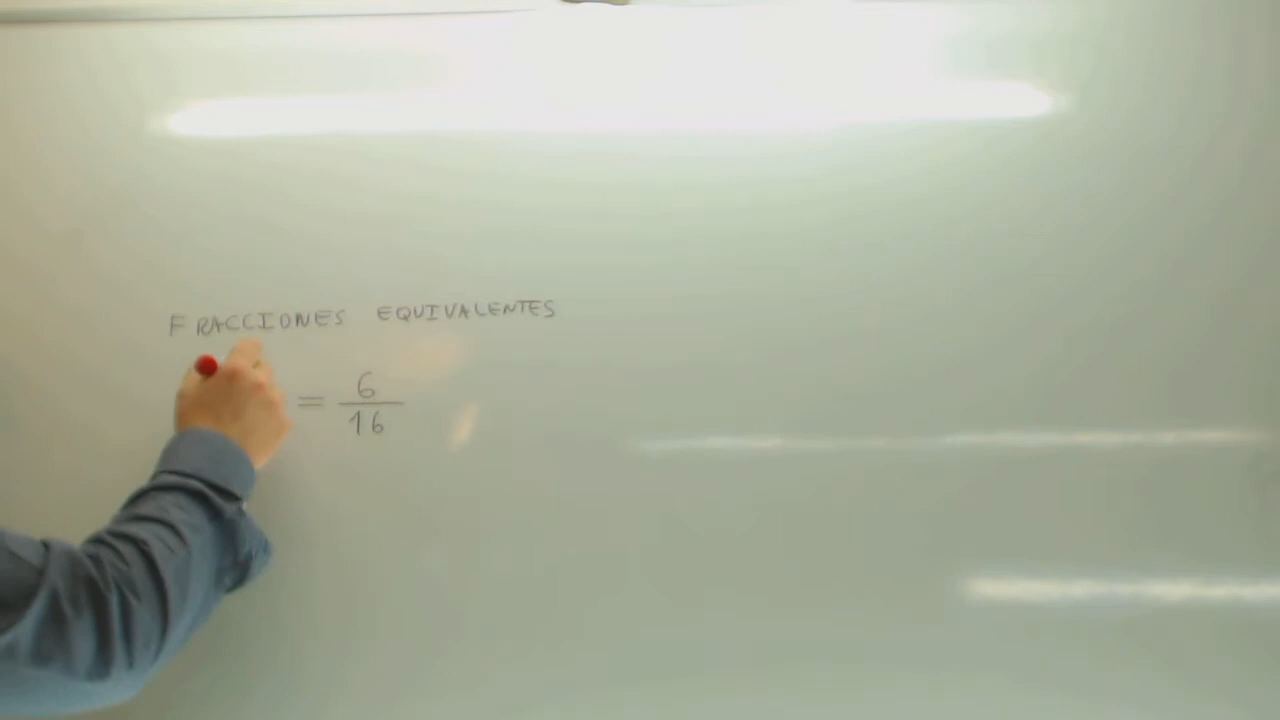 FRACCIONES EQUIVALENTES
= 6/16